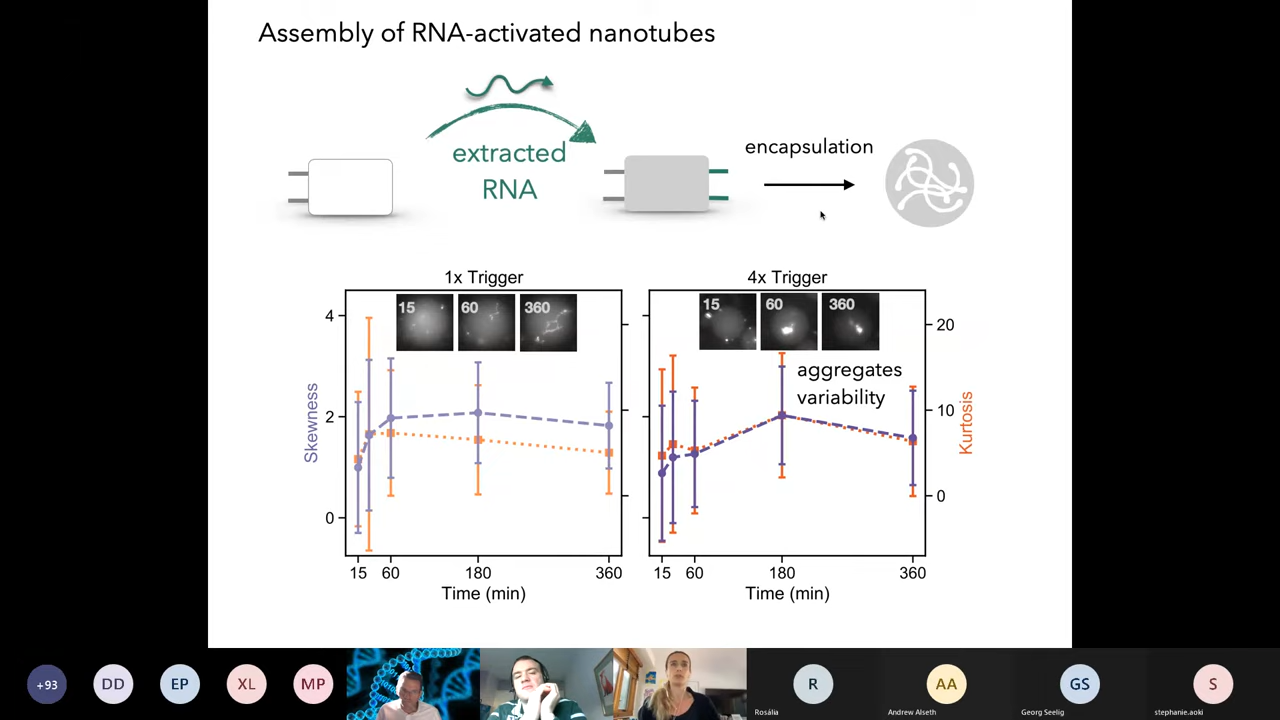 Assembly of RNA-activated nanotubes
extracted
RNA
encapsulation
1x Trigger
4x Trigger
15
60
360
15
60
360
aggregates
variability
4
2
0
Skewness
20
10
0
Kurtosis
15 60 180 360
Time (min)
15 60 180 360
Time (min)
+93
DD
EP
XL
MP
R
Rosália
AA
Andrew Alseth
GS
Georg Seelig
S
stephanie.aoki